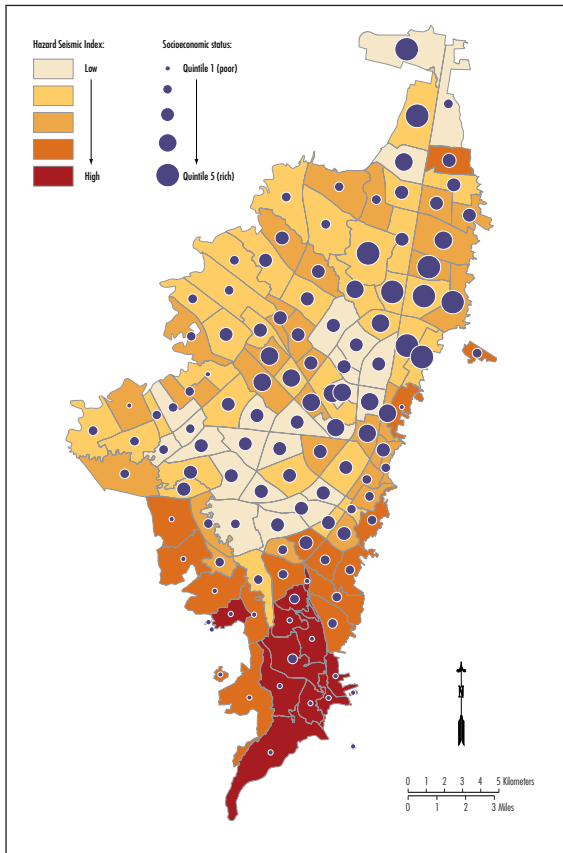 Hazard Seismic Index:
Low
High
Socioeconomic status:
Quintile 1 (poor)
Quintile 5 (rich)
N
0 1 2 3 4 5 Kilometers
0 1 2 3 Miles